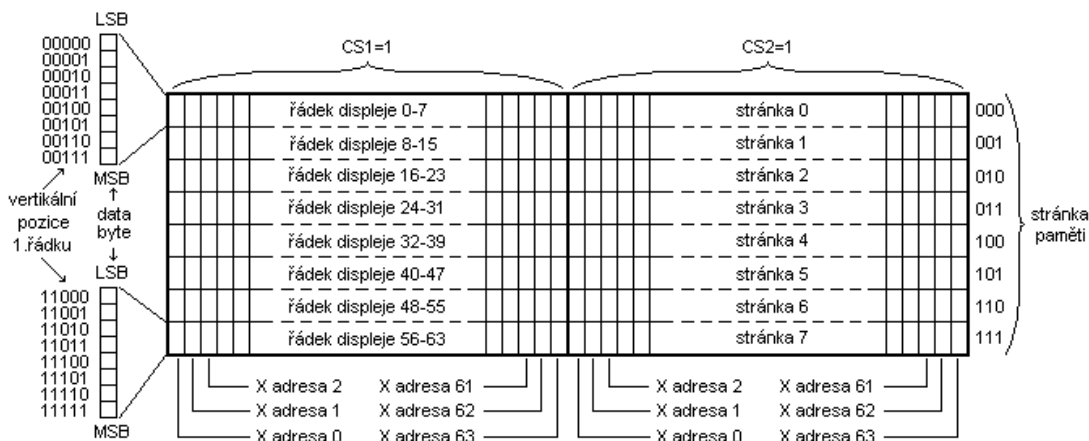 LSB
00000
00001
00010
00011
00100
00101
00110
00111
MSB
vertikální
pozice
1.řádku
data
byte
LSB
11000
11001
11010
11011
11100
11101
11110
11111
MSB
CS1=1
CS2=1
řádek displeje 0-7
stránka 0
000
řádek displeje 8-15
stránka 1
001
řádek displeje 16-23
stránka 2
010
řádek displeje 24-31
stránka 3
011
řádek displeje 32-39
stránka 4
100
řádek displeje 40-47
stránka 5
101
řádek displeje 48-55
stránka 6
110
řádek displeje 56-63
stránka 7
111
stránka
paměti
X adresa 2
X adresa 61
X adresa 2
X adresa 61
X adresa 1
X adresa 62
X adresa 1
X adresa 62
X adresa 0
X adresa 63
X adresa 0
X adresa 63